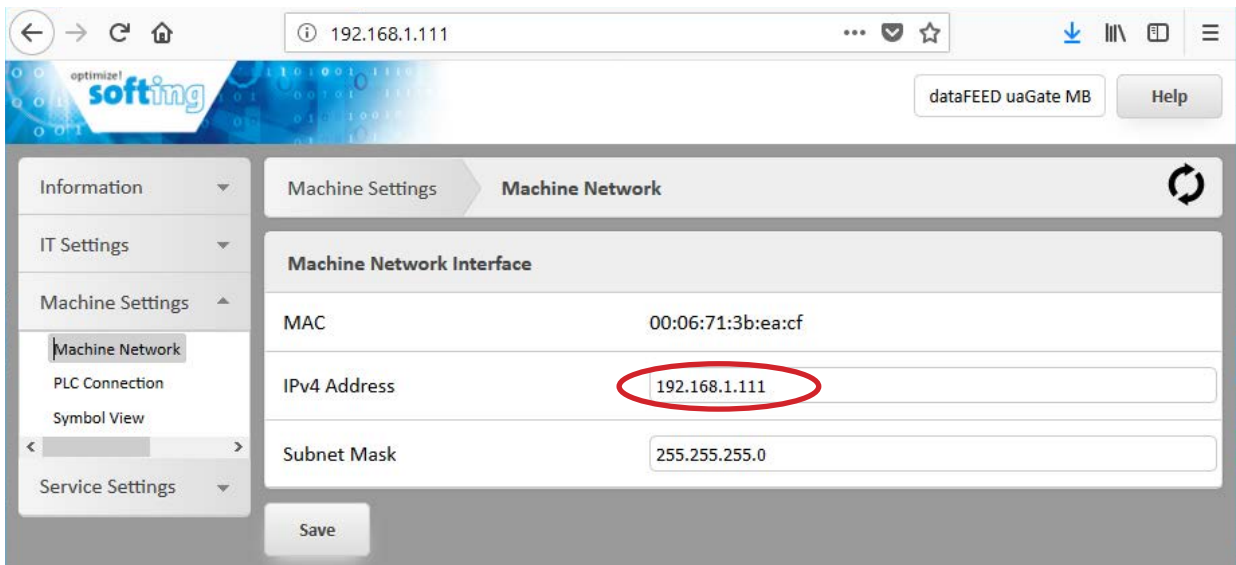 192.168.1.111
optimize!
softing
dataFEED uaGate MB
Help
Information
Machine Settings
Machine Network
IT Settings
Machine Network Interface
Machine Settings
MAC
00:06:71:3b:ea:cf
Machine Network
PLC Connection
IPv4 Address
192.168.1.111
Symbol View
Subnet Mask
255.255.255.0
Service Settings
Save